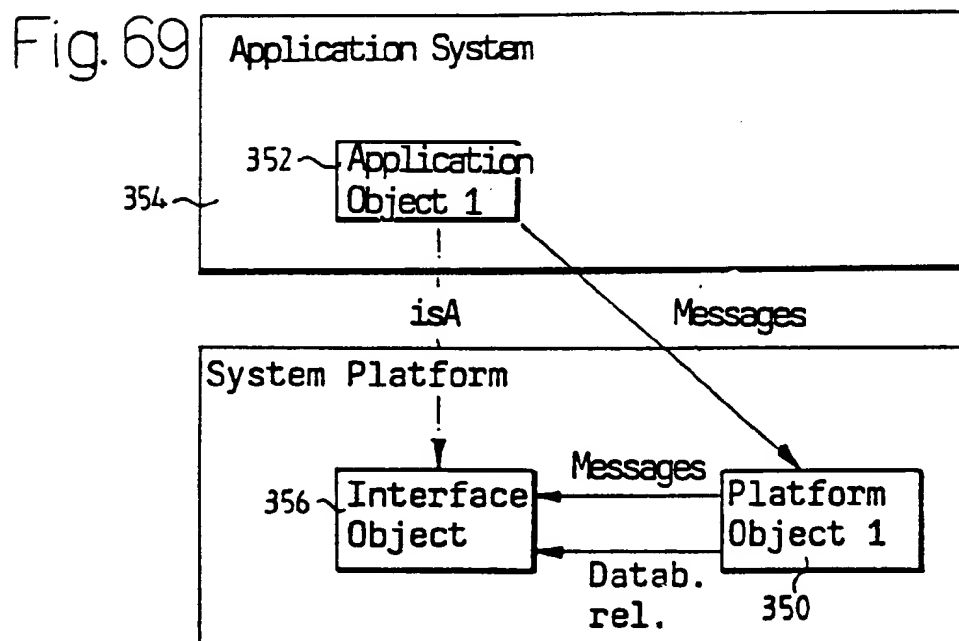 Fig. 69
Application System
352
Application
Object 1
354
isA
Messages
System Platform
Messages
356
Interface
Object
Platform
Object 1
Datab.
rel.
350